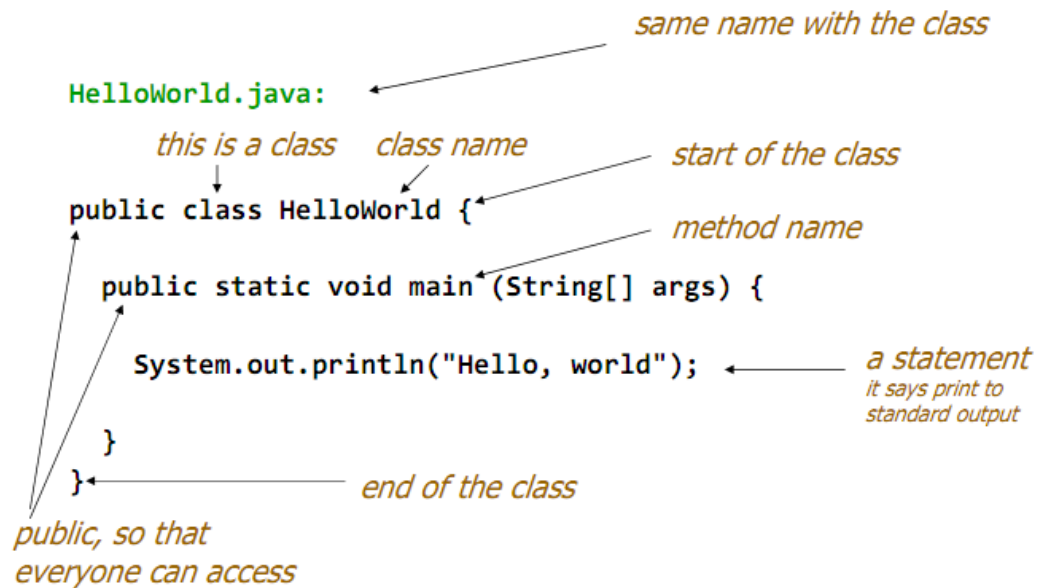 same name with the class
HelloWorld.java:
this is a class class name
start of the class
public class HelloWorld {
method name
public static void main (String[] args) {
System.out.println("Hello, world");
a statement
it says print to
standard output
}
}
end of the class
public, so that
everyone can access